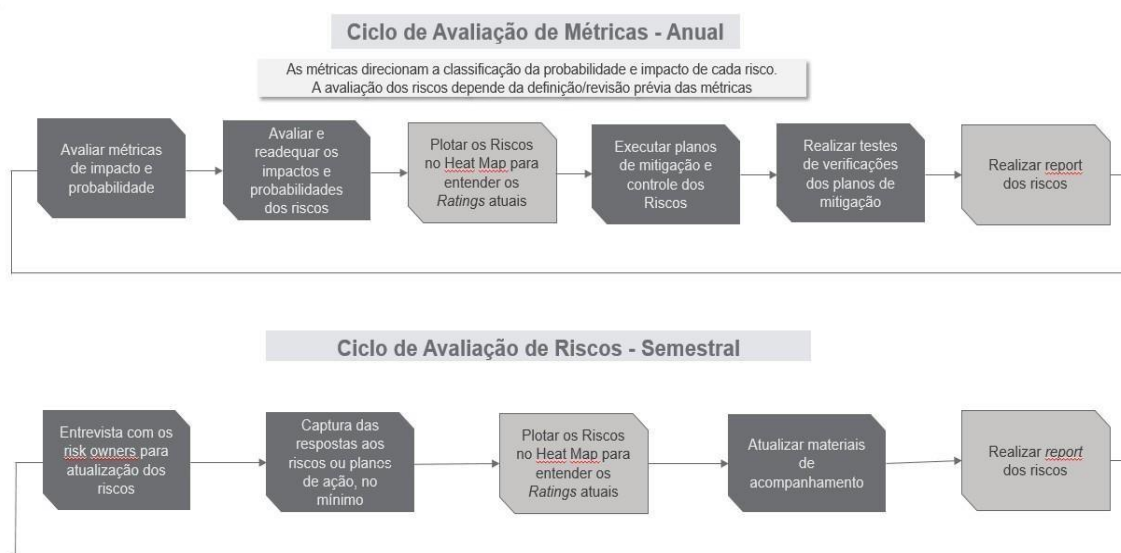 Ciclo de Avaliação de Métricas - Anual
As métricas direcionam a classificação da probabilidade e impacto de cada risco.
A avaliação dos riscos depende da definição/revisão prévia das métricas
Avaliar métricas
de impacto e
probabilidade
Avaliar e
readequar os
impactos e
probabilidades
dos riscos
Plotar os Riscos
no Heat Map para
entender os
Ratings atuais
Executar planos
de mitigação e
controle dos
Riscos
Realizar testes
de verificações
dos planos de
mitigação
Realizar report
dos riscos
Ciclo de Avaliação de Riscos - Semestral
Entrevista com os
risk owners para
atualização dos
riscos
Captura das
respostas aos
riscos ou planos
de ação, no
mínimo
Plotar os Riscos
no Heat Map para
entender os
Ratings atuais
Atualizar materiais
de
acompanhamento
Realizar report
dos riscos